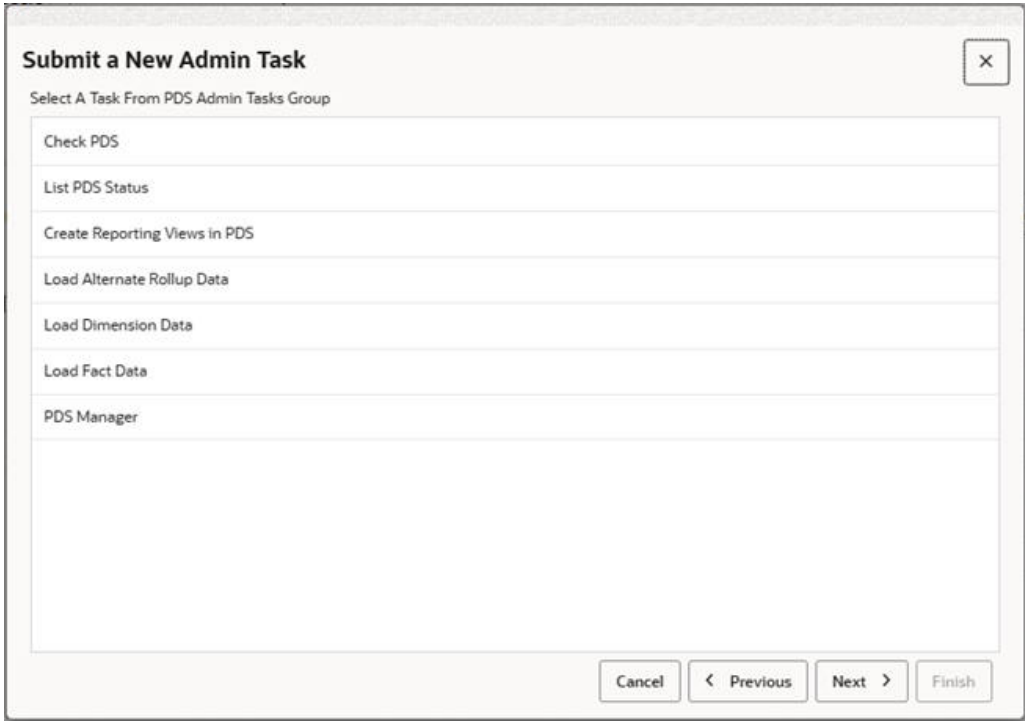 Submit a New Admin Task
Select A Task From PDS Admin Tasks Group
Check PDS
List PDS Status
Create Reporting Views in PDS
Load Alternate Rollup Data
Load Dimension Data
Load Fact Data
PDS Manager
Cancel
Previous
Next
Finish